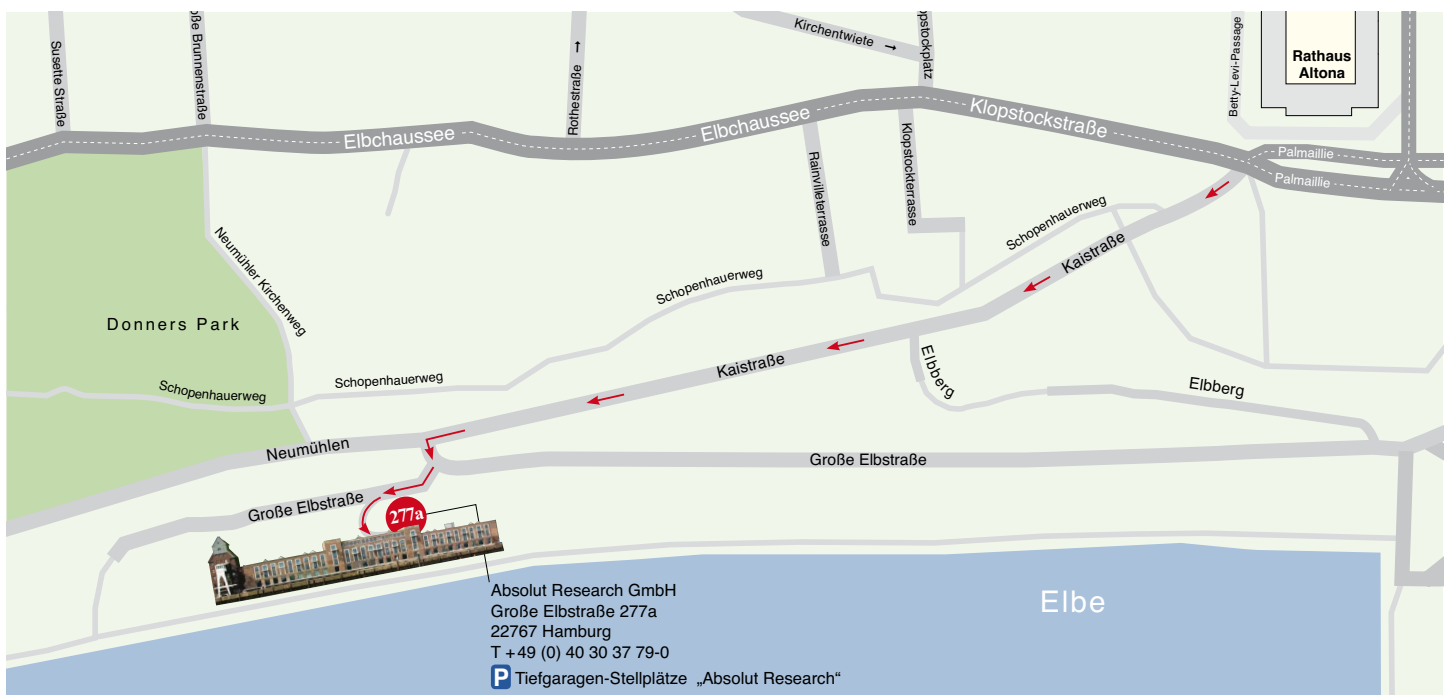 Susette Straße
oße Brunnenstraße
Rothestraße →
Kirchentwiete →
opstockplatz
Betty-Levi-Passage
Rathaus
Altona
Elbchaussee
Elbchaussee
Klopstockstraße
Palmaillie
Palmaillie
Rainvilleterrasse
Klopstockterrasse
Schopenhauerweg
Kaistraße
Neumühler Kirchenweg
Schopenhauerweg
Donners Park
Schopenhauerweg
Schopenhauerweg
Kaistraße
Elbberg
Elbberg
Neumühlen
Große Elbstraße
Große Elbstraße
277a
Absolut Research GmbH
Große Elbstraße 277a
22767 Hamburg
T +49 (0) 40 30 37 79-0
P Tiefgaragen-Stellplätze „Absolut Research“
Elbe